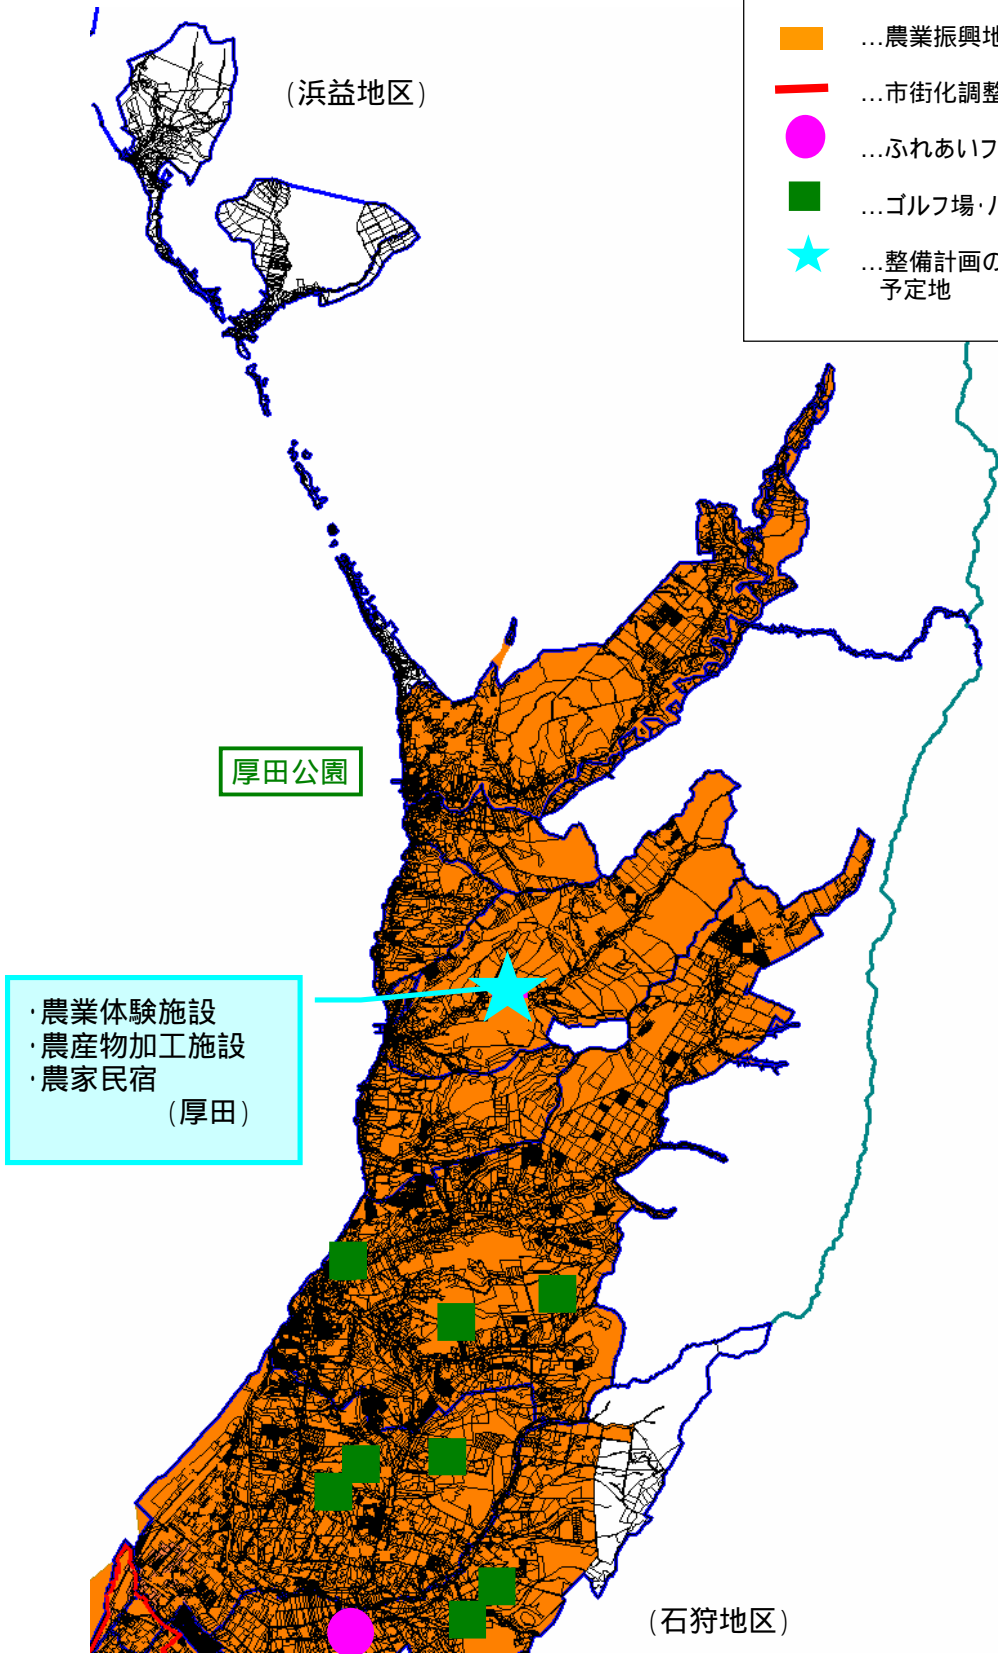 …農業振興地
(浜益地区)
…市街化調整
…ふれあいフ
…ゴルフ場・
…整備計画の
予定地
厚田公園
・農業体験施設
・農産物加工施設
・農家民宿
(厚田)
(石狩地区)